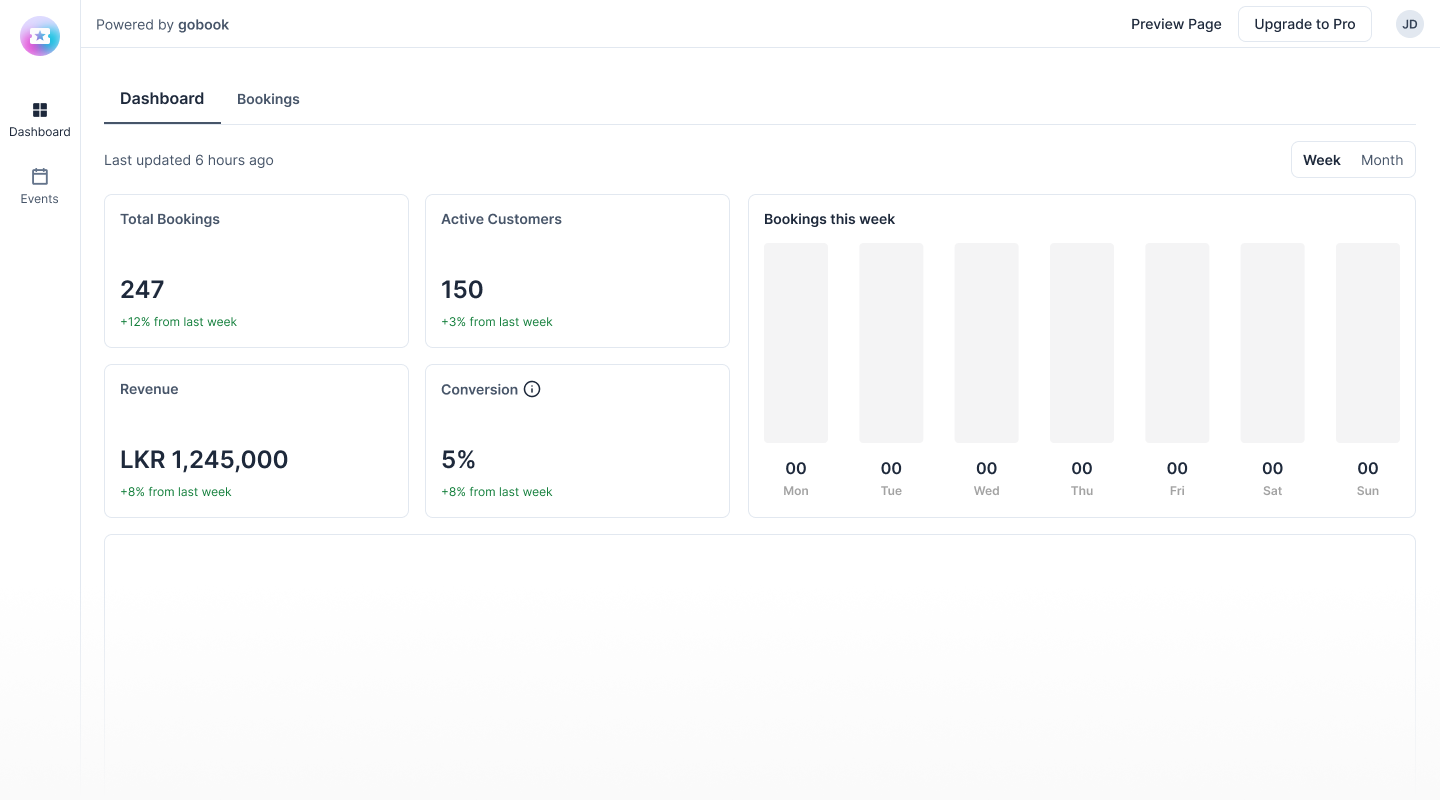 Powered by gobook
Preview Page
Upgrade to Pro
JD
Dashboard
Events
Dashboard
Bookings
Last updated 6 hours ago
Week
Month
Total Bookings
247
+12% from last week
Active Customers
150
+3% from last week
Revenue
LKR 1,245,000
+8% from last week
Conversion
5%
+8% from last week
Bookings this week
00 00 00 00 00 00 00
Mon Tue Wed Thu Fri Sat Sun